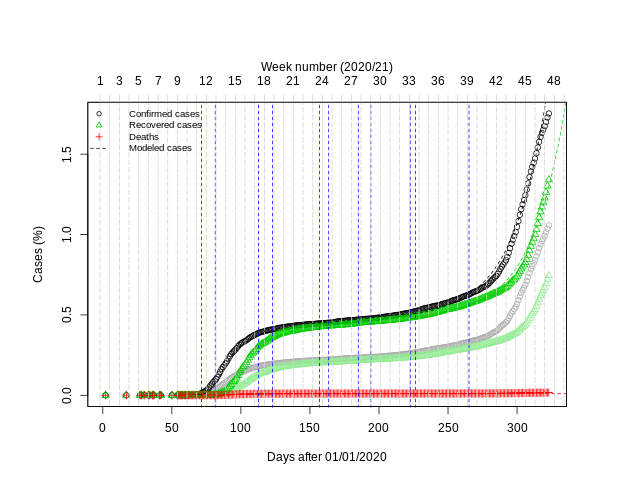 Week number (2020/21)
1 3 5 7 9 12 15 18 21 24 27 30 33 36 39 42 45 48
Confirmed cases
Recovered cases
Deaths
Modeled cases
Cases (%)
1.5
1.0
0.5
0.0
0 50 100 150 200 250 300
Days after 01/01/2020